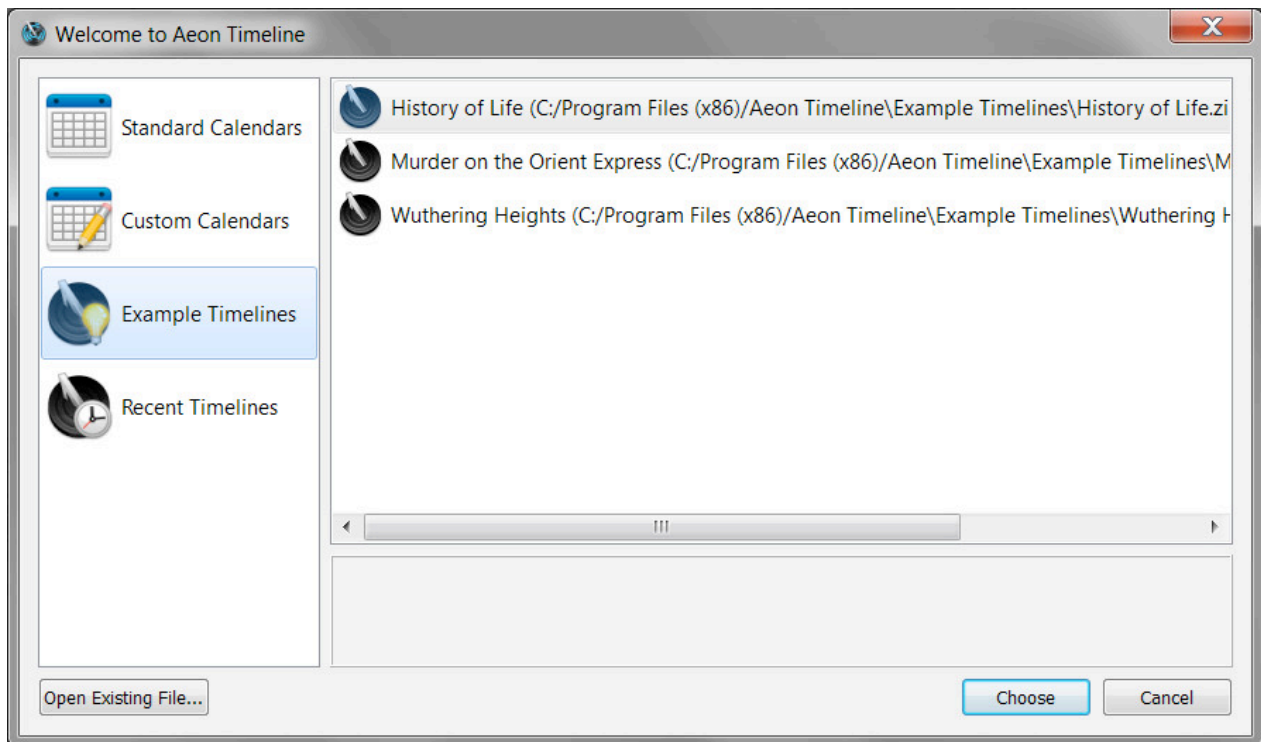 Welcome to Aeon Timeline
Standard Calendars
Custom Calendars
Example Timelines
Recent Timelines
History of Life (C:/Program Files (x86)/Aeon Timeline\Example Timelines\History of Life.zi
Murder on the Orient Express (C:/Program Files (x86)/Aeon Timeline\Example Timelines\M
Wuthering Heights (C:/Program Files (x86)/Aeon Timeline\Example Timelines\Wuthering H
Open Existing File...
Choose
Cancel